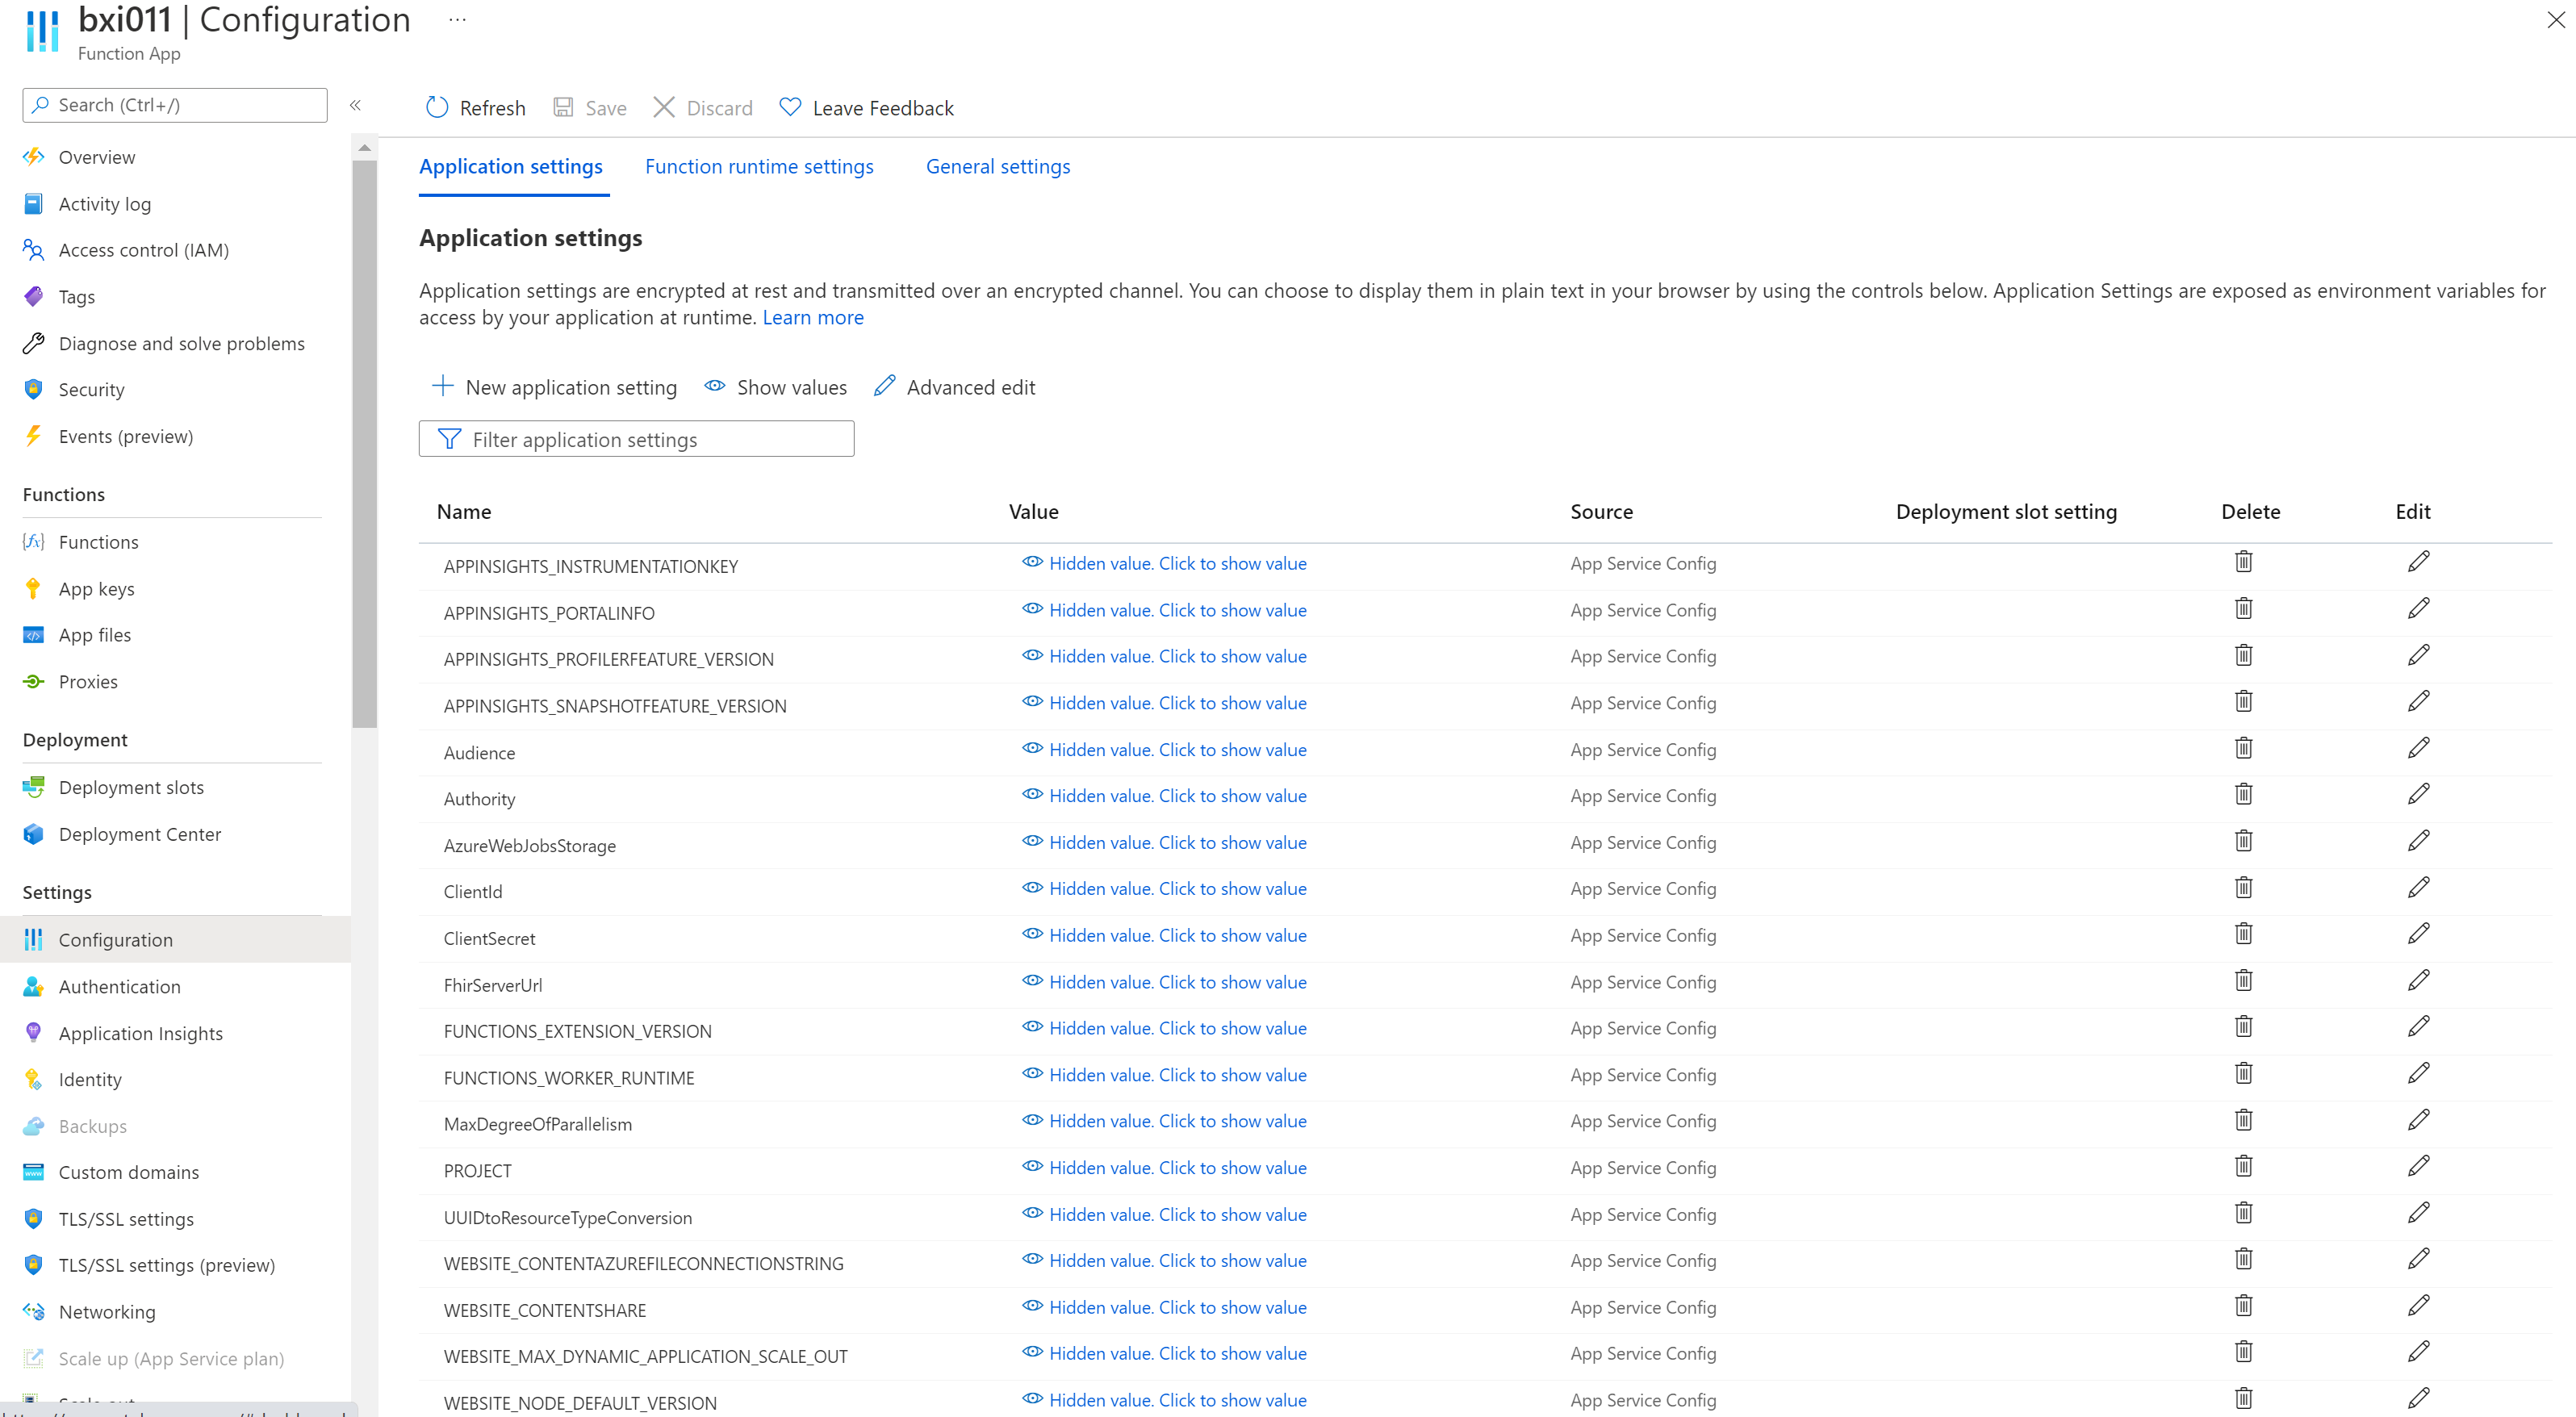 bxi011 | Configuration ...
Function App
Search (Ctrl+/)
«
Overview
Activity log
Access control (IAM)
Tags
Diagnose and solve problems
Security
Events (preview)
Functions
Functions
App keys
App files
Proxies
Deployment
Deployment slots
Deployment Center
Settings
Configuration
Authentication
Application Insights
Identity
Backups
Custom domains
TLS/SSL settings
TLS/SSL settings (preview)
Networking
Scale up (App Service plan)
Refresh Save Discard Leave Feedback
Application settings Function runtime settings General settings
Application settings
Application settings are encrypted at rest and transmitted over an encrypted channel. You can choose to display them in plain text in your browser by using the controls below. Application Settings are exposed as environment variables for
access by your application at runtime. Learn more
New application setting Show values Advanced edit
Filter application settings
Name Value Source Deployment slot setting Delete Edit
APPINSIGHTS_INSTRUMENTATIONKEY Hidden value. Click to show value App Service Config
APPINSIGHTS_PORTALINFO Hidden value. Click to show value App Service Config
APPINSIGHTS_PROFILERFEATURE_VERSION Hidden value. Click to show value App Service Config
APPINSIGHTS_SNAPSHOTFEATURE_VERSION Hidden value. Click to show value App Service Config
Audience Hidden value. Click to show value App Service Config
Authority Hidden value. Click to show value App Service Config
AzureWebJobsStorage Hidden value. Click to show value App Service Config
ClientId Hidden value. Click to show value App Service Config
ClientSecret Hidden value. Click to show value App Service Config
FhirServerUrl Hidden value. Click to show value App Service Config
FUNCTIONS_EXTENSION_VERSION Hidden value. Click to show value App Service Config
FUNCTIONS_WORKER_RUNTIME Hidden value. Click to show value App Service Config
MaxDegreeOfParallelism Hidden value. Click to show value App Service Config
PROJECT Hidden value. Click to show value App Service Config
UUIDtoResourceTypeConversion Hidden value. Click to show value App Service Config
WEBSITE_CONTENTAZUREFILECONNECTIONSTRING Hidden value. Click to show value App Service Config
WEBSITE_CONTENTSHARE Hidden value. Click to show value App Service Config
WEBSITE_MAX_DYNAMIC_APPLICATION_SCALE_OUT Hidden value. Click to show value App Service Config
WEBSITE_NODE_DEFAULT_VERSION Hidden value. Click to show value App Service Config